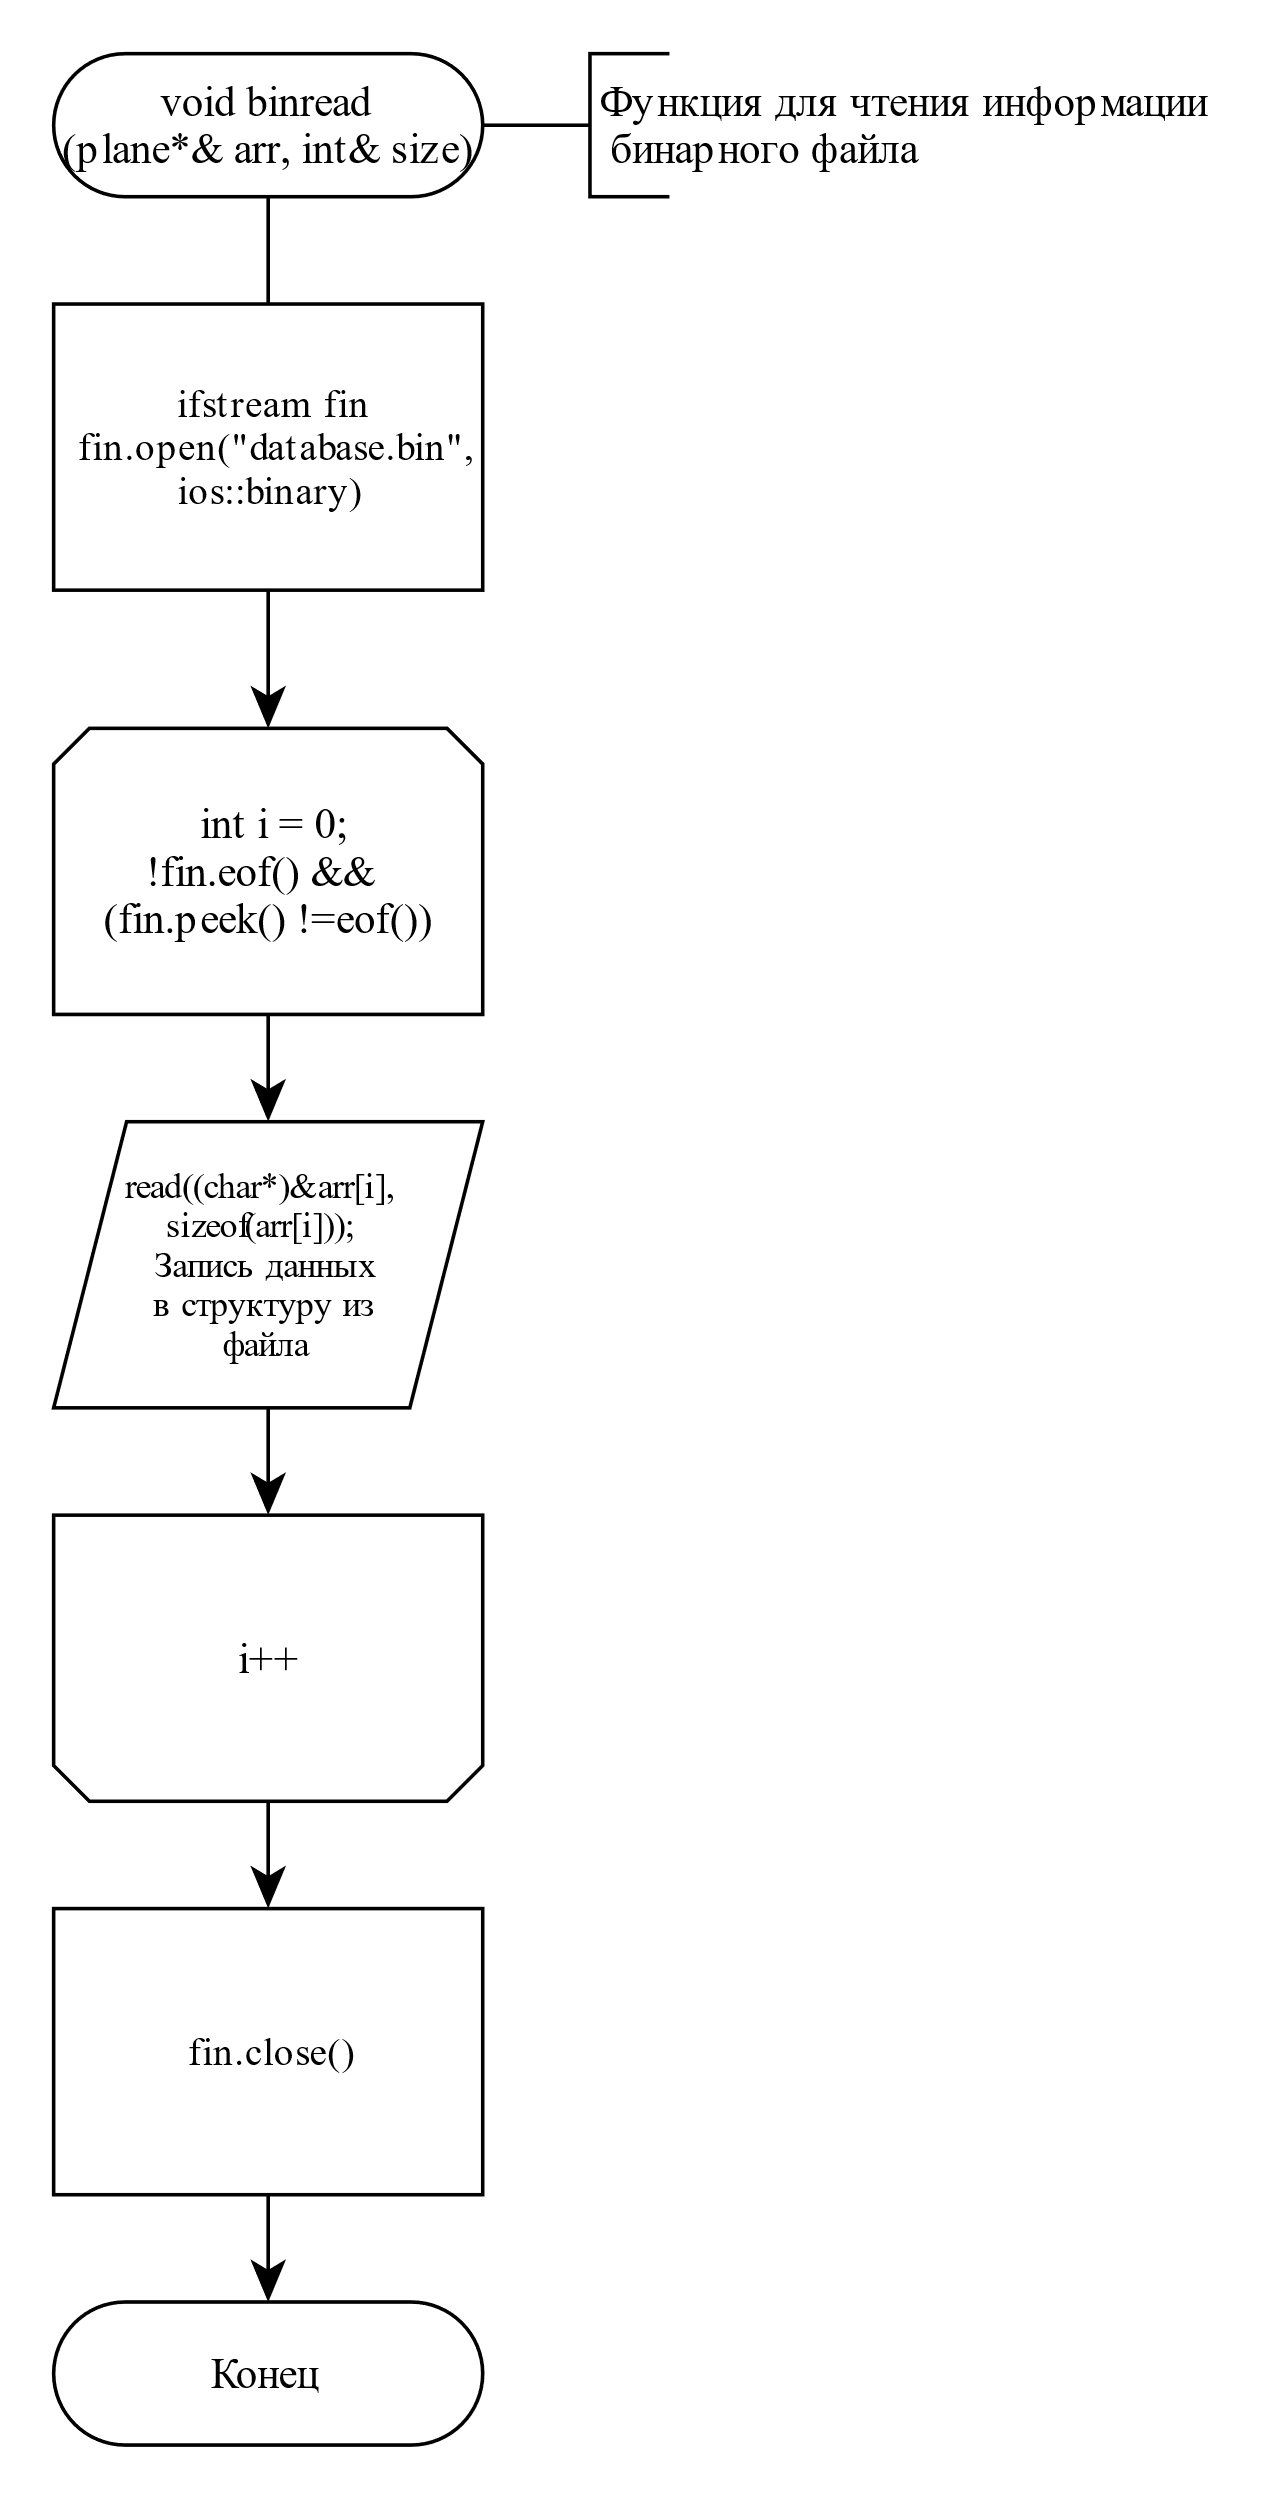 void binread
(plane*& arr, int& size)
Функция для чтения информации
бинарного файла
ifstream fin
fin.open("database.bin",
ios::binary)
int i = 0;
!fin.eof() &&
(fin.peek() !=eof())
read((char*)&arr[i],
sizeof(arr[i]));
Запись данных
в структуру из
файла
i++
fin.close()
Конец